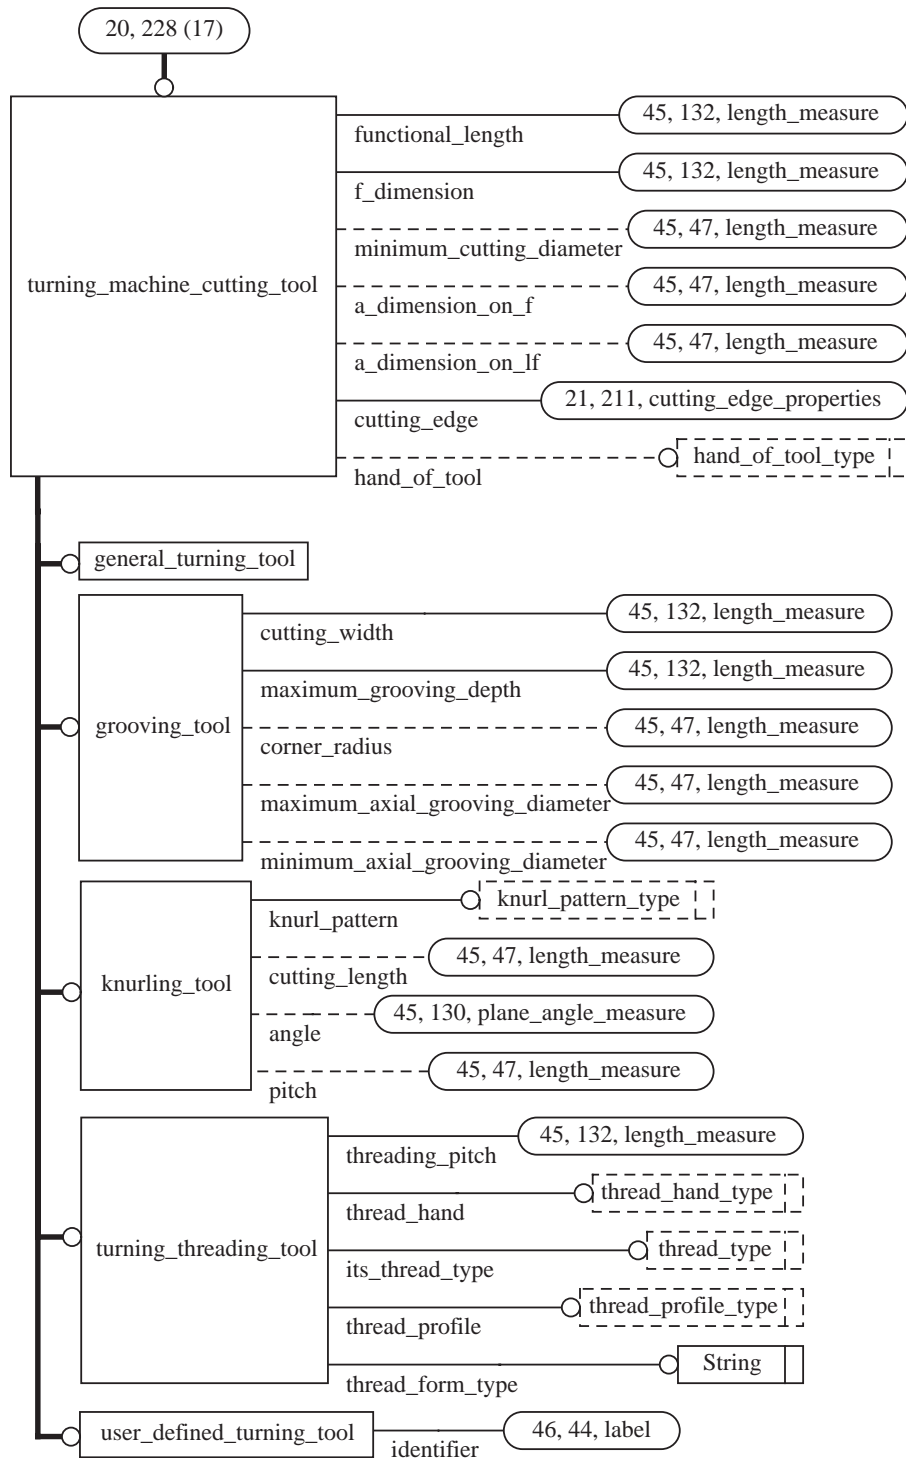 20, 228 (17)
45, 132, length_measure
functional_length
45, 132, length_measure
f_dimension
45, 47, length_measure
minimum_cutting_diameter
turning_machine_cutting_tool
45, 47, length_measure
a_dimension_on_f
45, 47, length_measure
a_dimension_on_lf
21, 211, cutting_edge_properties
cutting_edge
hand_of_tool_type
hand_of_tool
general_turning_tool
45, 132, length_measure
cutting_width
45, 132, length_measure
maximum_grooving_depth
grooving_tool
45, 47, length_measure
corner_radius
45, 47, length_measure
maximum_axial_grooving_diameter
45, 47, length_measure
minimum_axial_grooving_diameter
knurl_pattern_type
knurl_pattern
45, 47, length_measure
cutting_length
knurling_tool
45, 130, plane_angle_measure
angle
45, 47, length_measure
pitch
45, 132, length_measure
threading_pitch
thread_hand_type
thread_hand
turning_threading_tool
thread_type
its_thread_type
thread_profile_type
thread_profile
String
thread_form_type
user_defined_turning_tool
46, 44, label
identifier